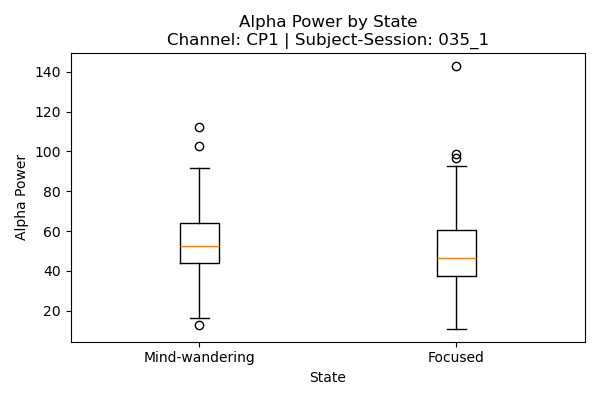 Alpha Power by State
Channel: CP1 | Subject-Session: 035_1
Alpha Power
140
120
100
80
60
40
20
Mind-wandering
Focused
State